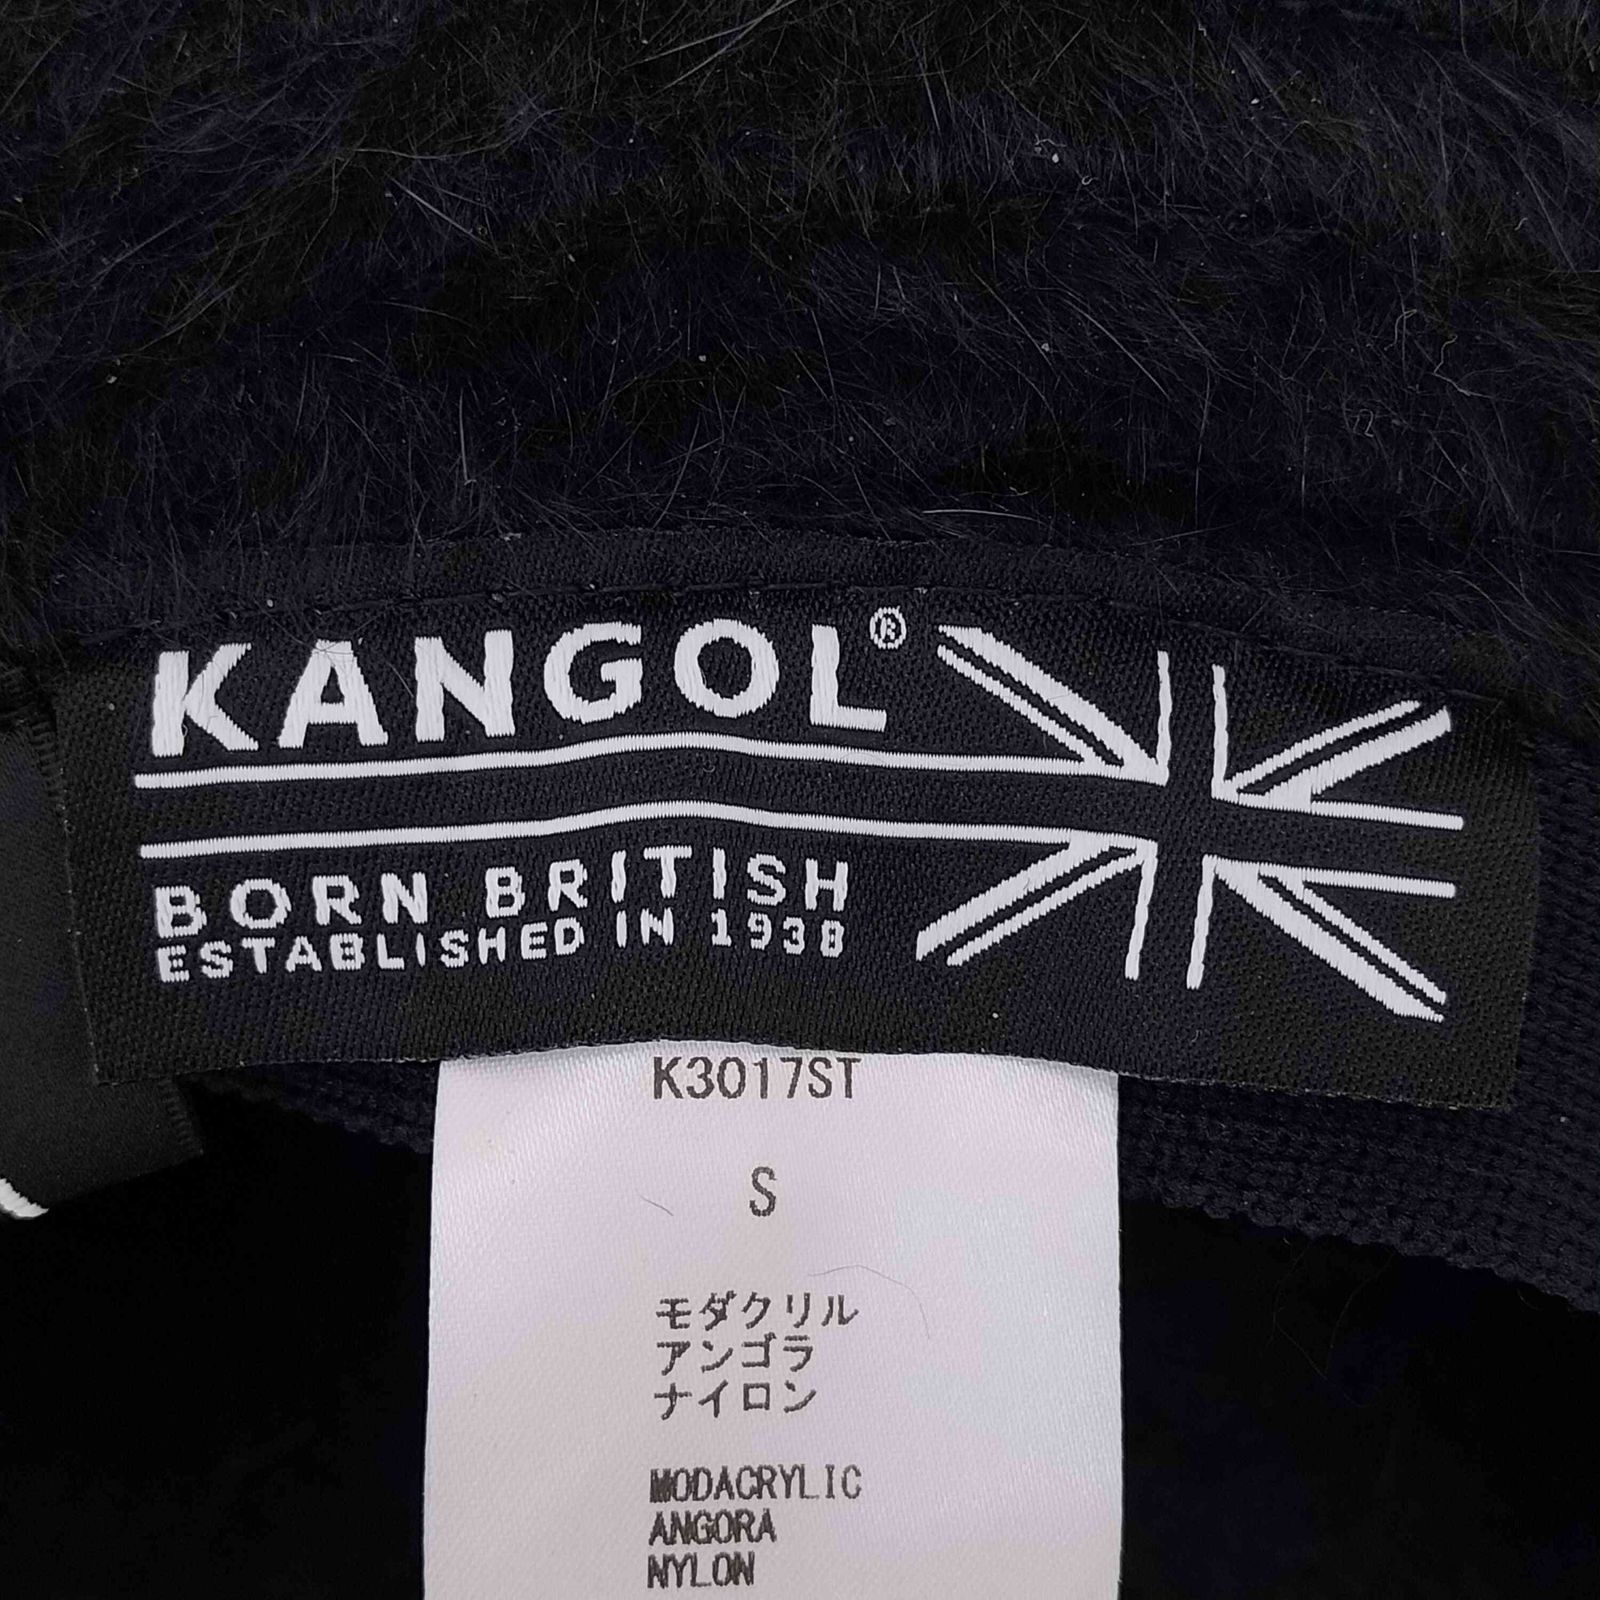 KANGOL®
BORN BRITISH
ESTABLISHED IN 1938
K3017ST
S
モダクリル
アンゴラ
ナイロン
MODACRYLIC
ANGORA
NYLON